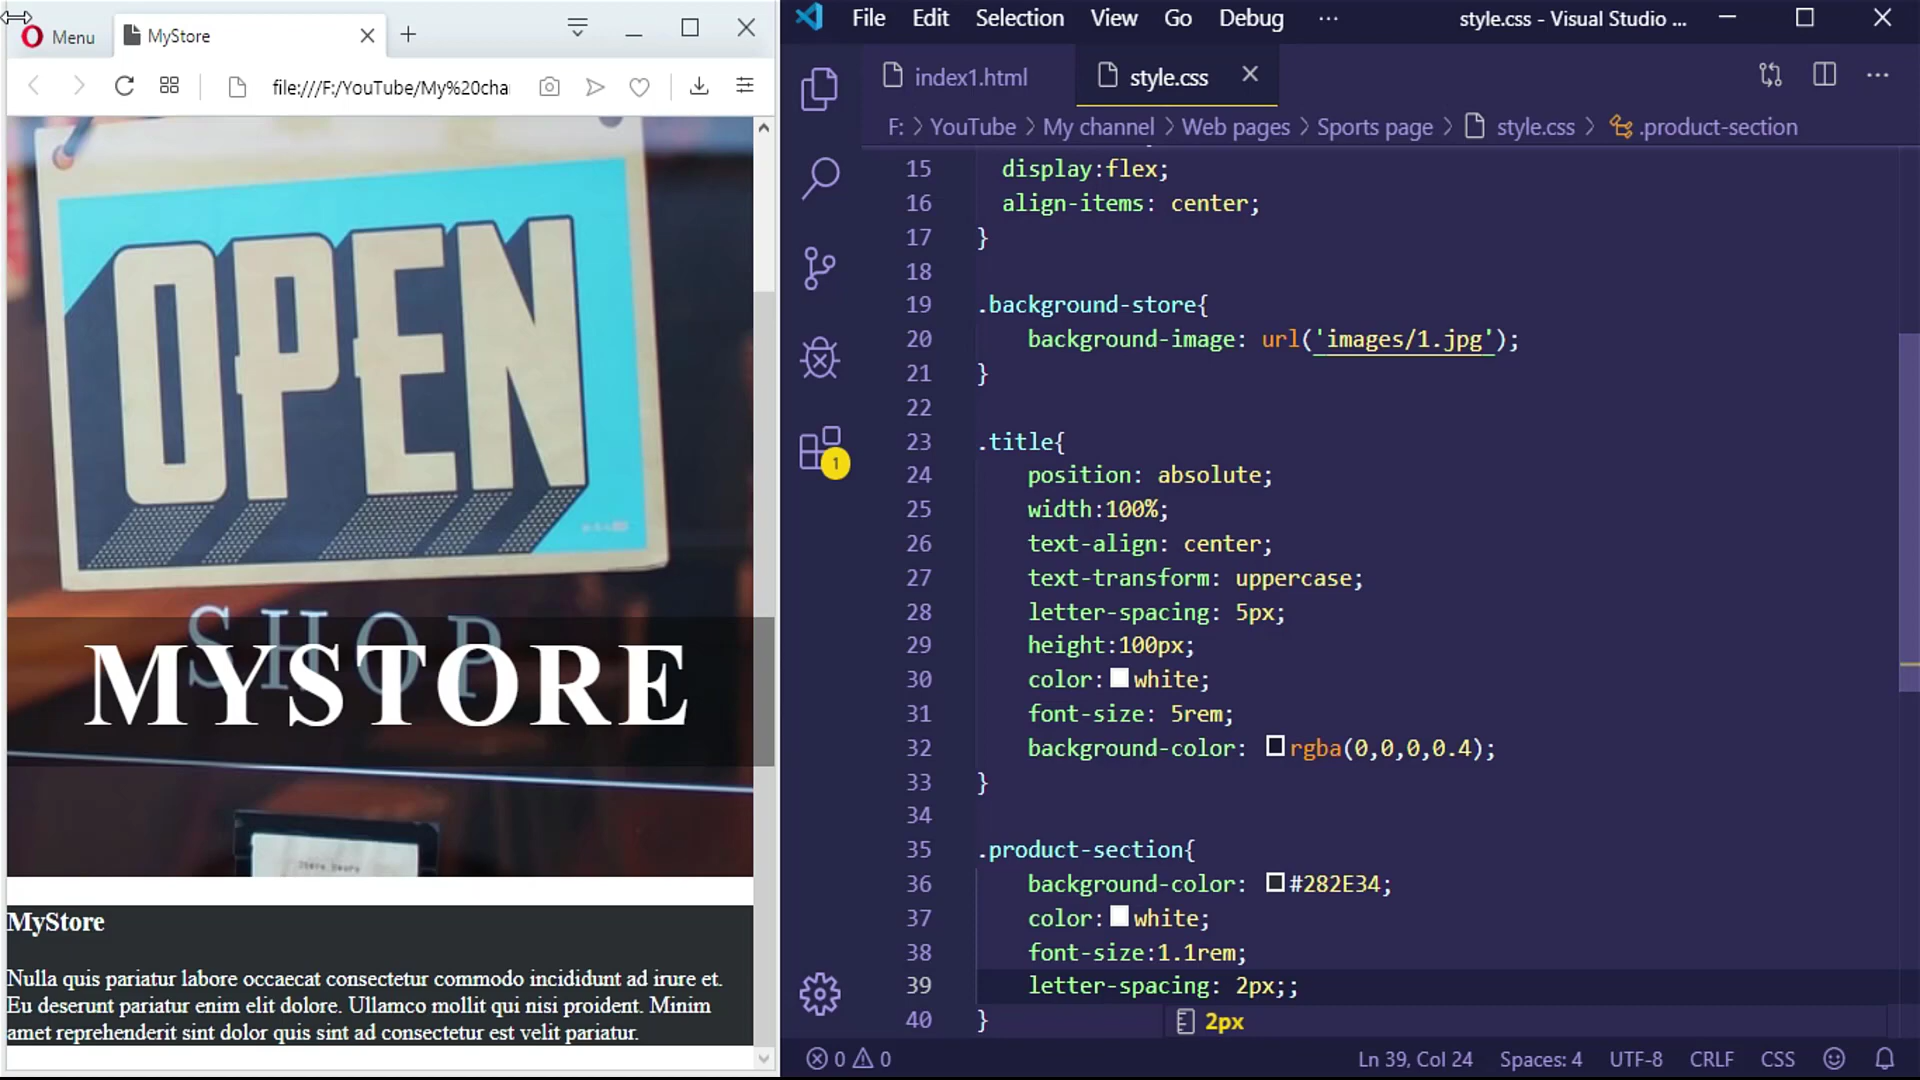 Menu
MyStore
file:///F:/YouTube/My%20cha
OPEN
SHOP
MYSTORE
MyStore
Nulla quis pariatur labore occaecat consectetur commodo incididunt ad irure et.
Eu deserunt pariatur enim elit dolore. Ullamco mollit qui nisi proident. Minim
amet reprehenderit sint dolor quis sint ad consectetur est velit pariatur.
File Edit Selection View Go Debug ··· style.css - Visual Studio ...
index1.html style.css
F: > YouTube > My channel > Web pages > Sports page > style.css > .product-section
15 display:flex;
16 align-items: center;
17 }
18
19 .background-store{
20 background-image: url('images/1.jpg');
21 }
22
23 .title{
24 position: absolute;
25 width:100%;
26 text-align: center;
27 text-transform: uppercase;
28 letter-spacing: 5px;
29 height:100px;
30 color:white;
31 font-size: 5rem;
32 background-color: rgba(0,0,0,0.4);
33 }
34
35 .product-section{
36 background-color: #282E34;
37 color:white;
38 font-size:1.1rem;
39 letter-spacing: 2px;;
40 }
2px
1
0 0
Ln 39, Col 24 Spaces: 4 UTF-8 CRLF CSS